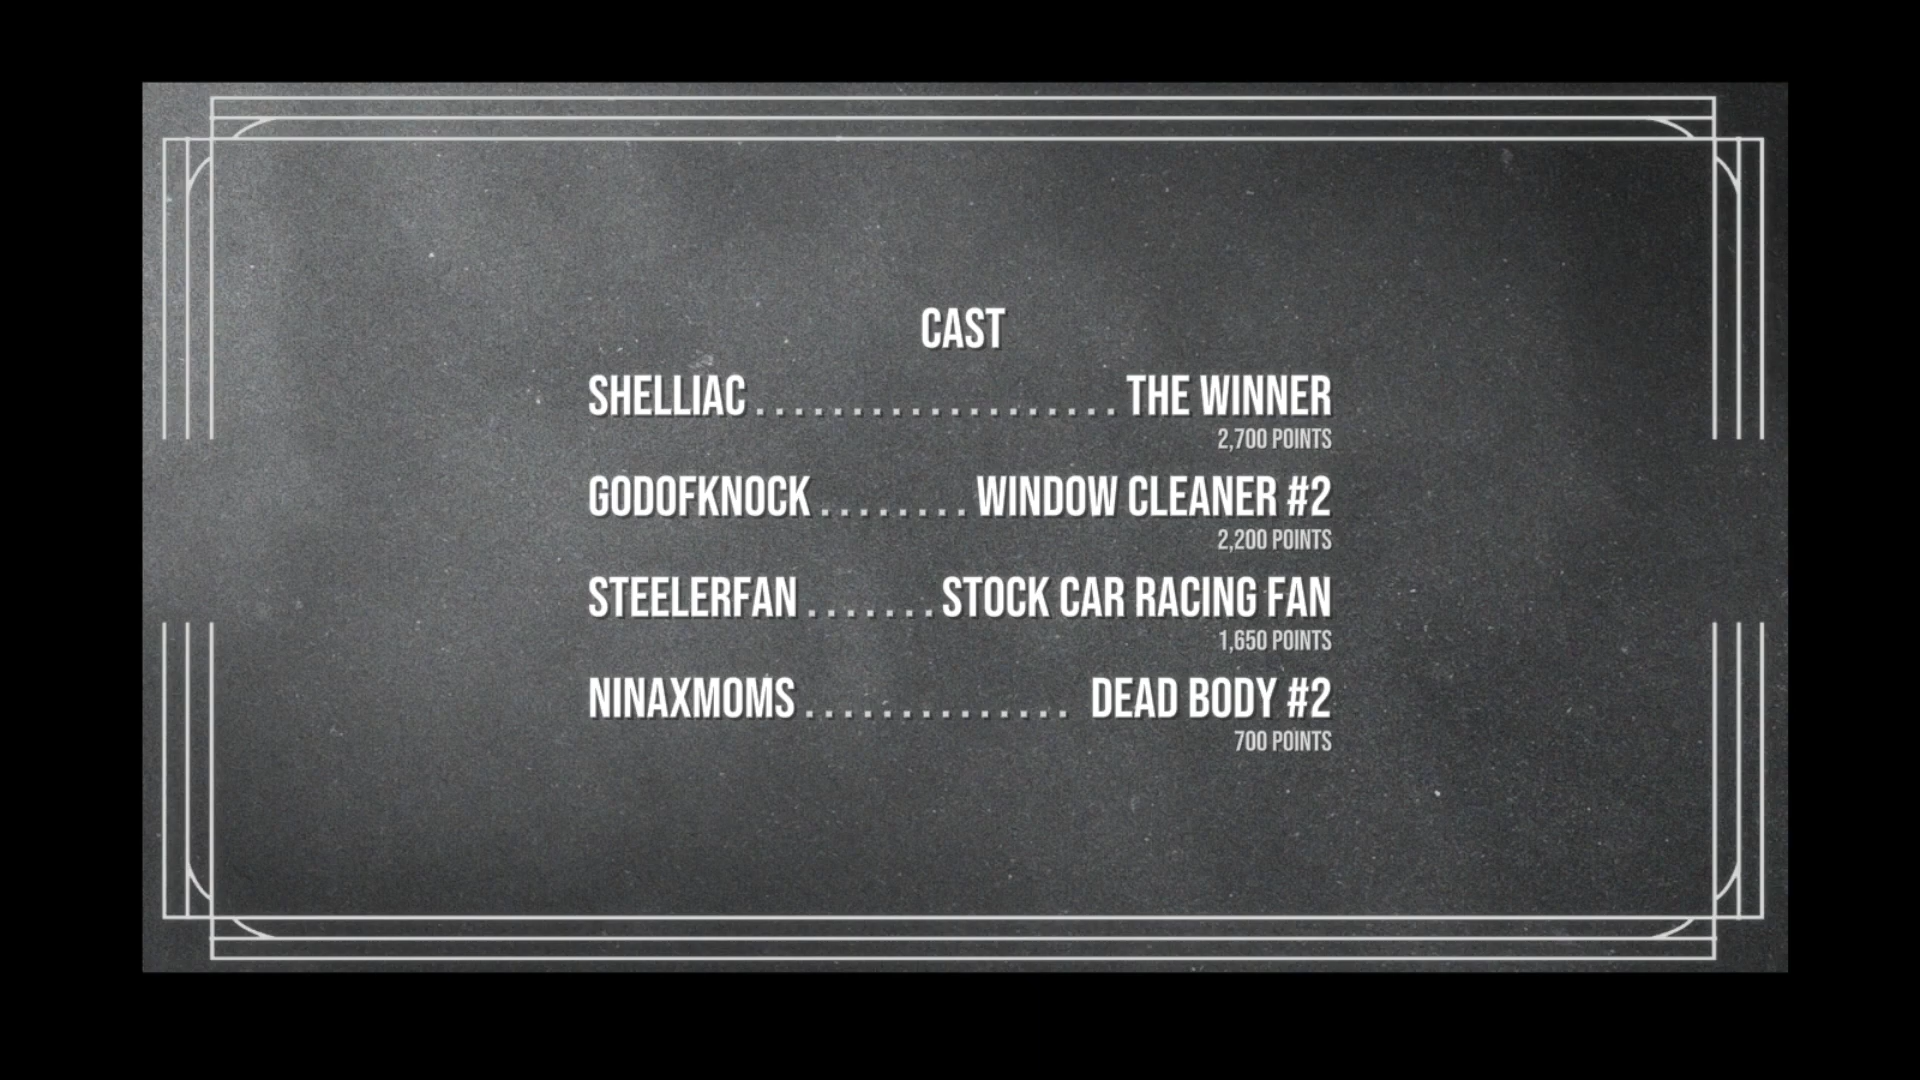 CAST
SHELLIAC . . . . . . . . . . . . . . . . . . . THE WINNER
2,700 POINTS
GODOFKNOCK . . . . . . . . WINDOW CLEANER #2
2,200 POINTS
STEELERFAN . . . . . . . STOCK CAR RACING FAN
1,650 POINTS
NINAXMOMS . . . . . . . . . . . . . . DEAD BODY #2
700 POINTS